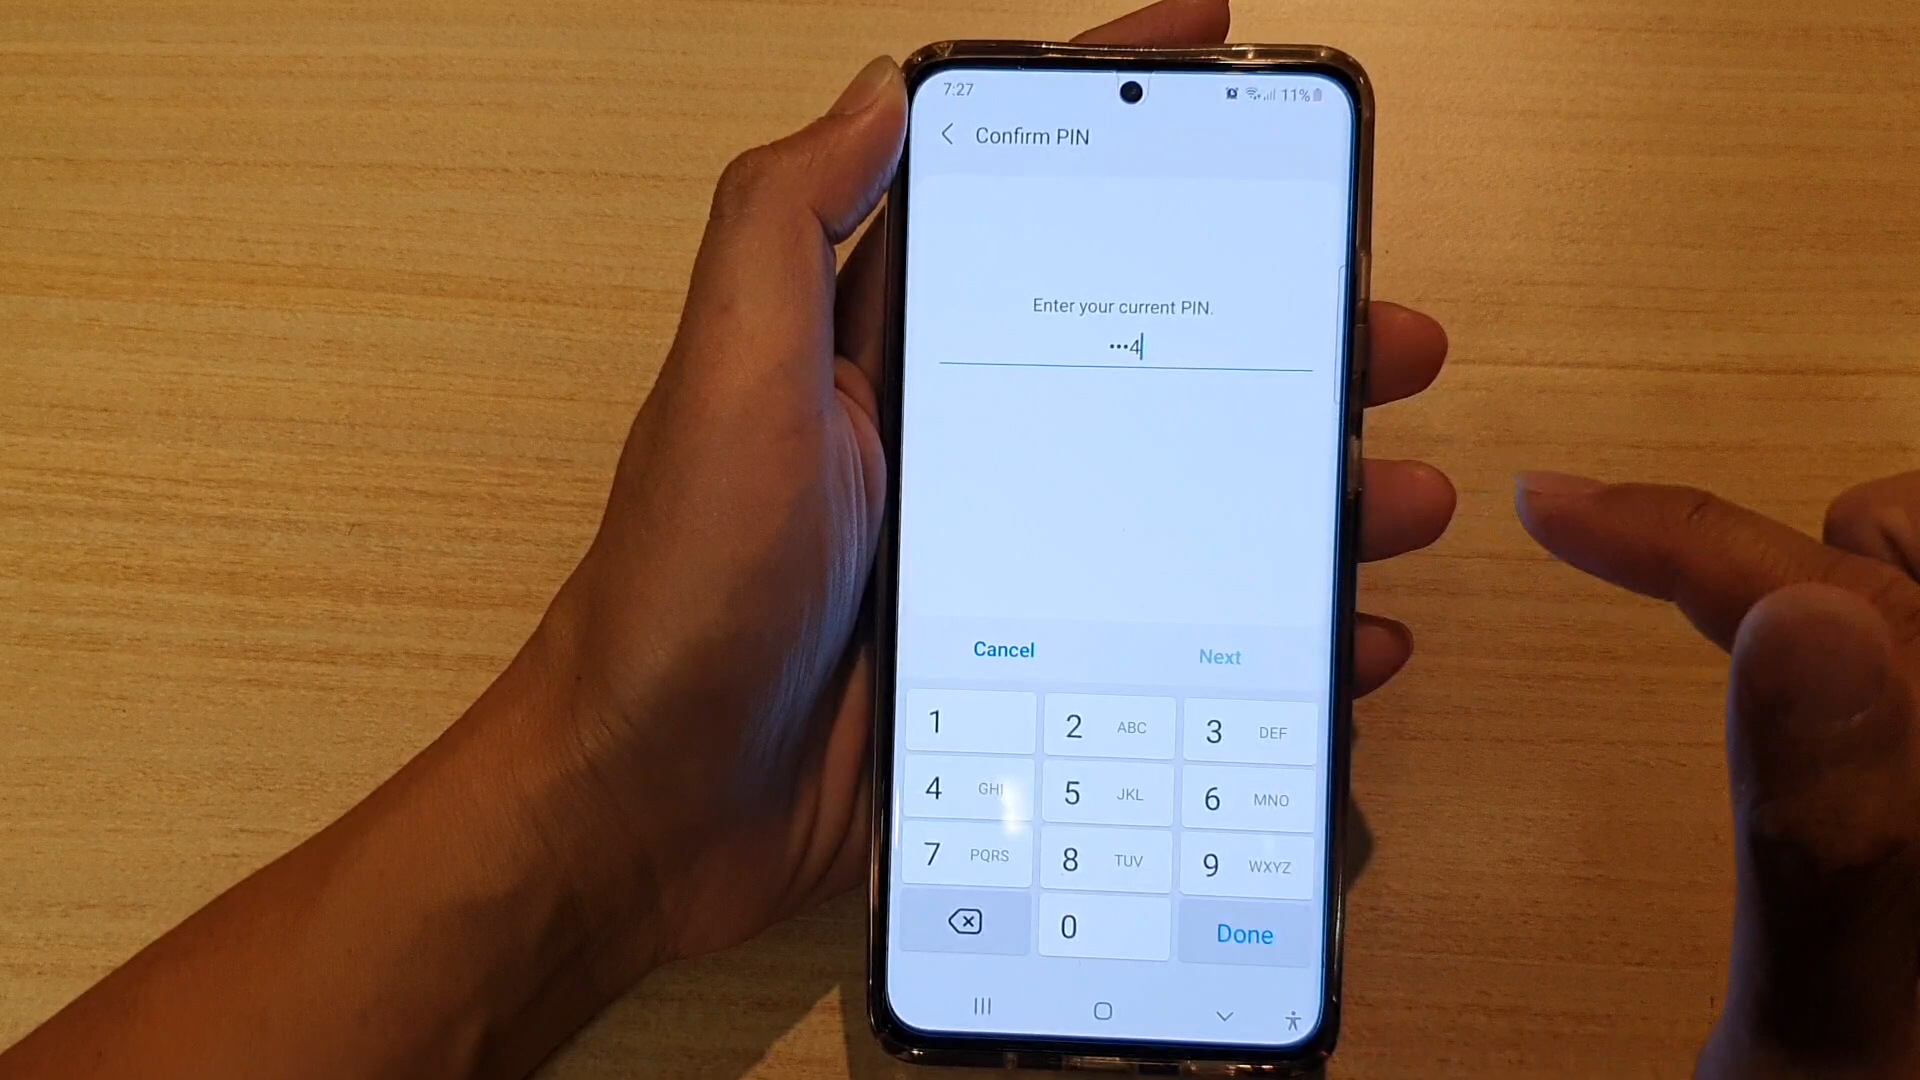 7:27
11%
Confirm PIN
Enter your current PIN.
•••4
Cancel
Next
1
2 ABC
3 DEF
4 GHI
5 JKL
6 MNO
7 PQRS
8 TUV
9 WXYZ
0
Done